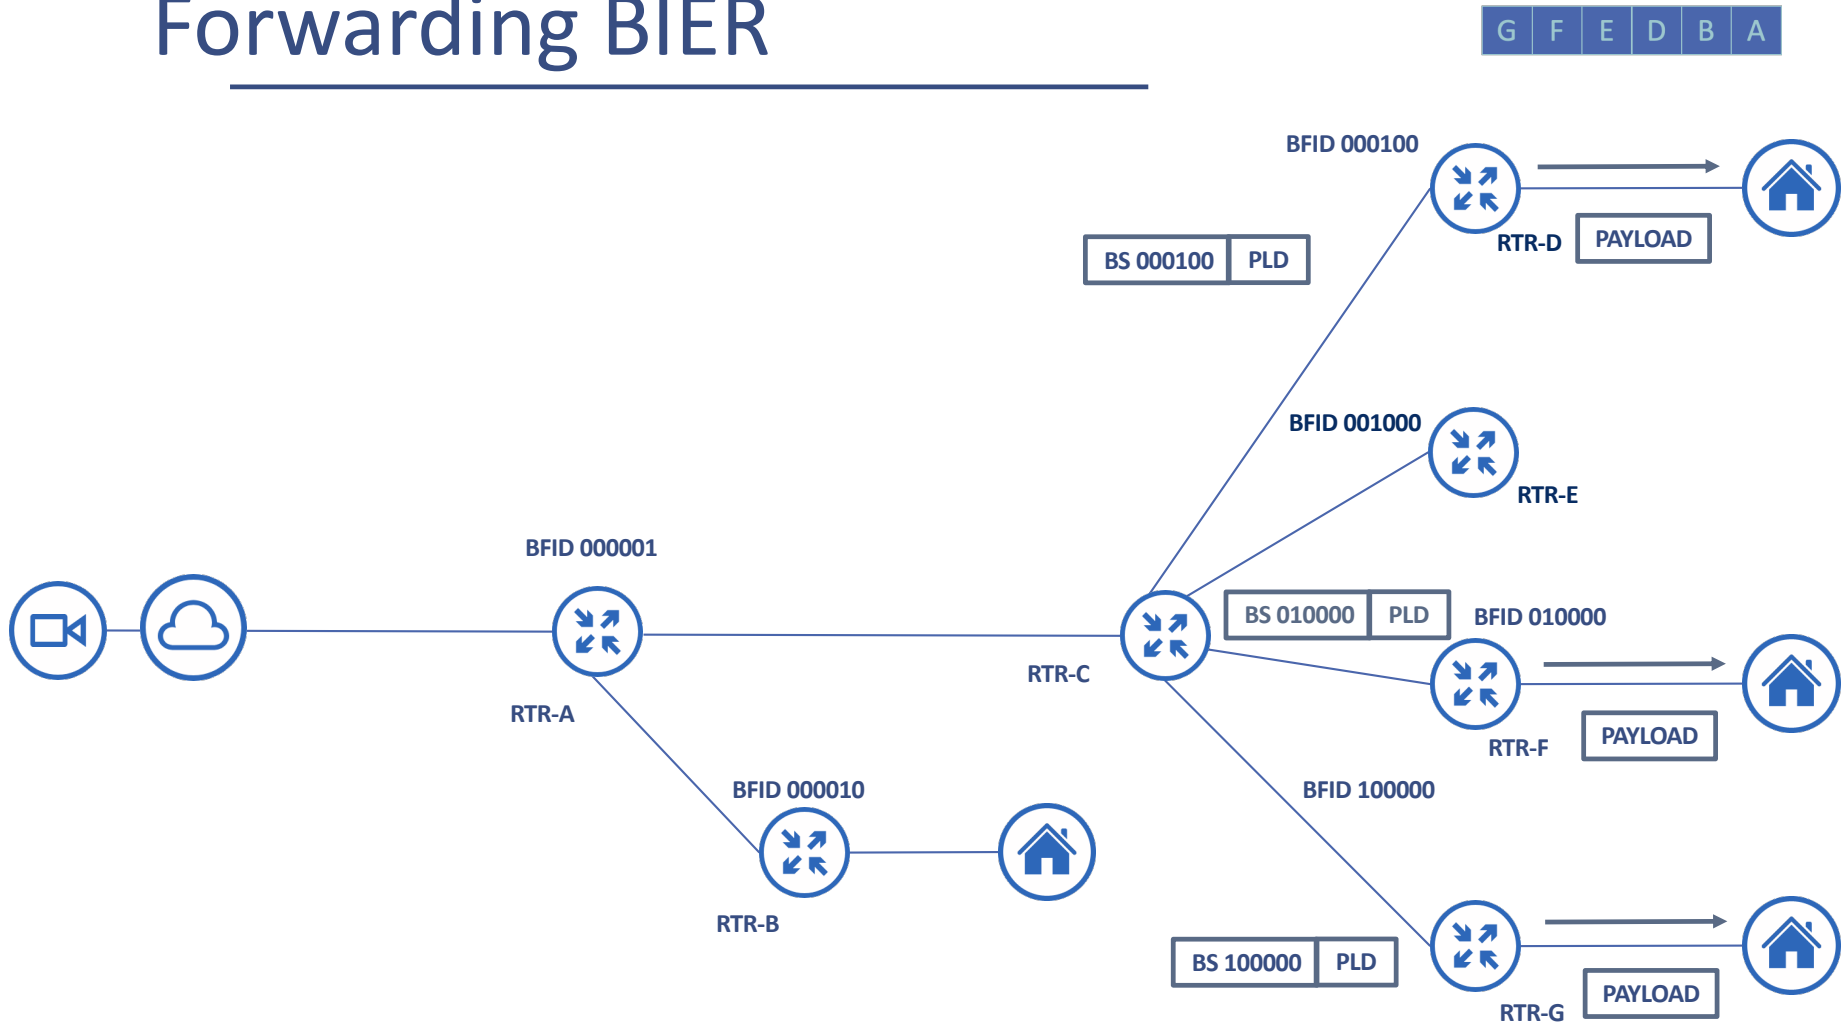 Forwarding BIER
G F E D B A
BFID 000100
RTR-D
PAYLOAD
BS 000100 PLD
BFID 001000
RTR-E
BFID 000001
RTR-A
RTR-C
BS 010000 PLD
BFID 010000
RTR-F
PAYLOAD
BFID 000010
RTR-B
BFID 100000
BS 100000 PLD
RTR-G
PAYLOAD